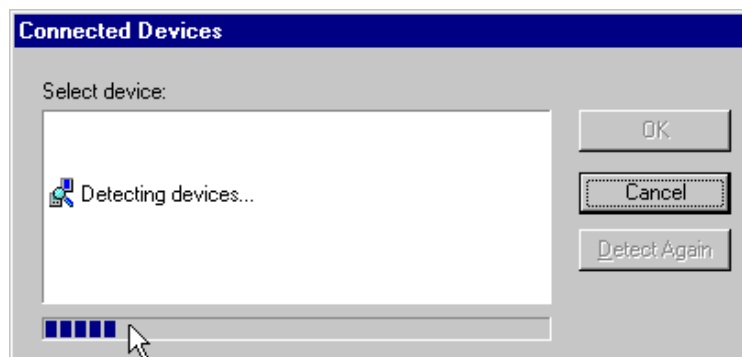 Connected Devices
Select device:
OK
Detecting devices...
Cancel
Detect Again